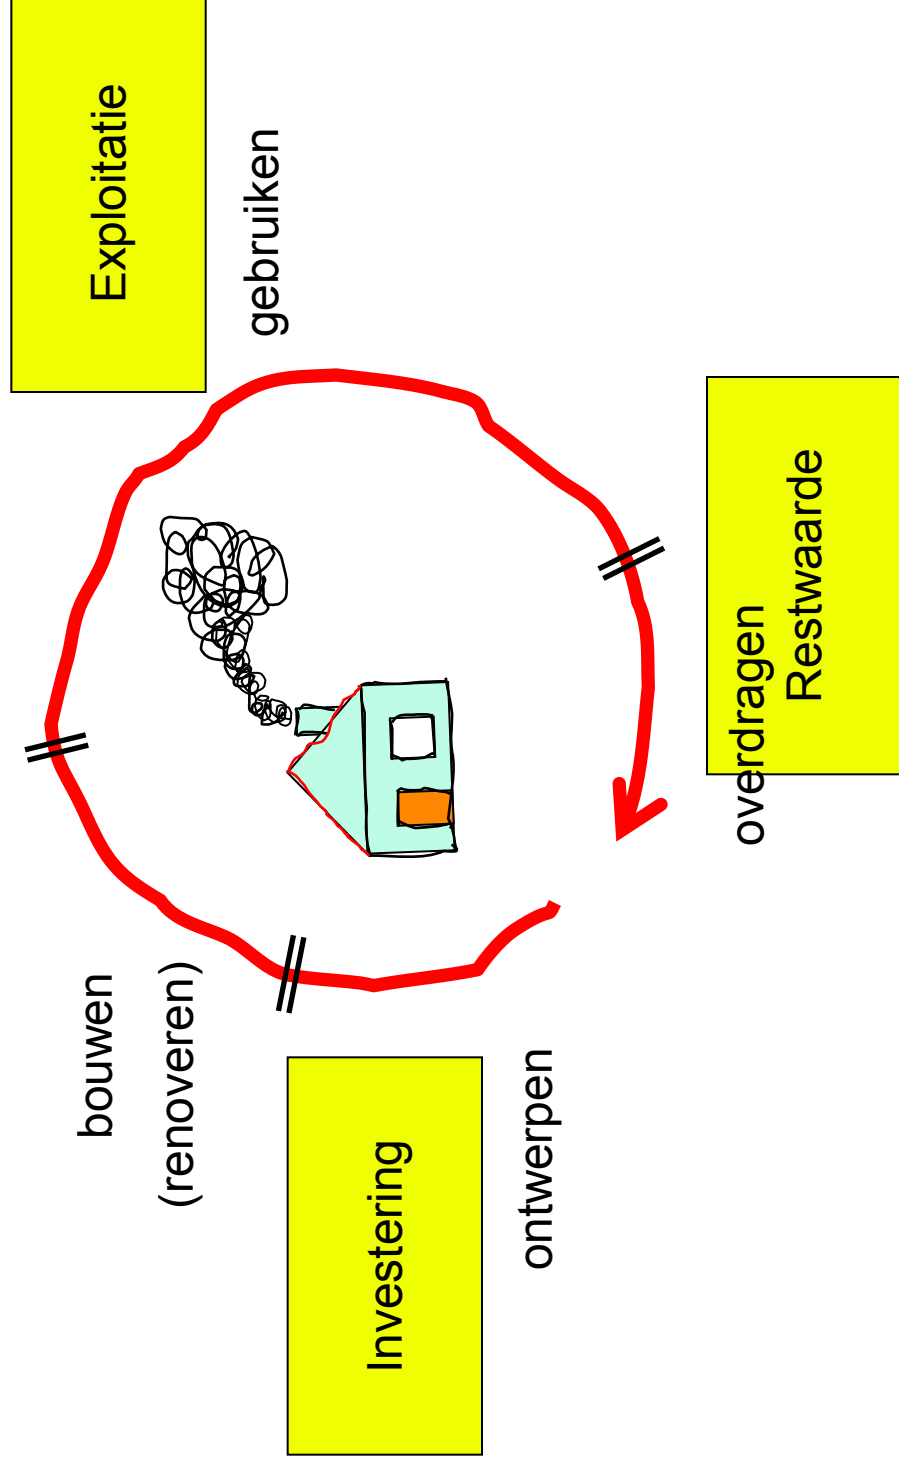 bouwen
Exploitatie
(renoveren)
gebruiken
Investering
ontwerpen
overdragen
Restwaarde